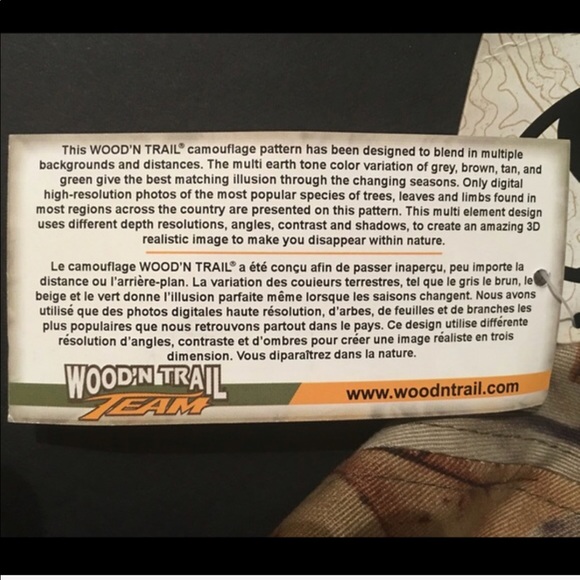 This WOOD'N TRAIL® camouflage pattern has been designed to blend in multiple
backgrounds and distances. The multi earth tone color variation of grey, brown, tan, and
green give the best matching illusion through the changing seasons. Only digital
high-resolution photos of the most popular species of trees, leaves and limbs found in
most regions across the country are presented on this pattern. This multi element design
uses different depth resolutions, angles, contrast and shadows, to create an amazing 3D
realistic image to make you disappear within nature.
Le camouflage WOOD'N TRAIL® a été conçu afin de passer inaperçu, peu importe la
distance ou l'arrière-plan. La variation des couieurs terrestres, tel que le gris le brun, le
beige et le vert donne l'illusion parfaite même lorsque les saisons changent. Nous avons
utilisé que des photos digitales haute résolution, d'arbes, de feuilles et de branches les
plus populaires que nous retrouvons partout dans le pays. Ce design utilise différente
résolution d'angles, contraste et d'ombres pour créer une image réaliste en trois
dimension. Vous diparaîtrez dans la nature.
WOOD'N TRAIL
TEAM
www.woodntrail.com